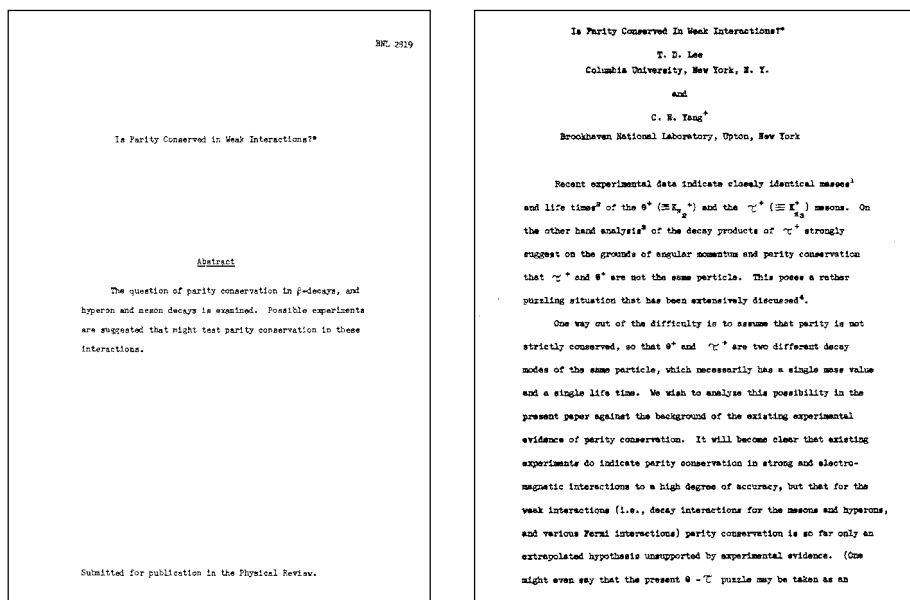 BNL 2819
Is Parity Conserved in Weak Interactions?*
Abstract
The question of parity conservation in β-decays, and
hyperon and meson decays is examined. Possible experiments
are suggested that might test parity conservation in these
interactions.
Submitted for publication in the Physical Review.
Is Parity Conserved In Weak Interactions?*
T. D. Lee
Columbia University, New York, N. Y.
and
C. N. Yang⁺
Brookhaven National Laboratory, Upton, New York
Recent experimental data indicate closely identical masses¹
and life times² of the θ⁺ (≡K_π₂⁺) and the τ⁺ (≡ K⁺_π₃) mesons. On
the other hand analysis³ of the decay products of τ⁺ strongly
suggest on the grounds of angular momentum and parity conservation
that τ⁺ and θ⁺ are not the same particle. This poses a rather
puzzling situation that has been extensively discussed⁴.
One way out of the difficulty is to assume that parity is not
strictly conserved, so that θ⁺ and τ⁺ are two different decay
modes of the same particle, which necessarily has a single mass value
and a single life time. We wish to analyze this possibility in the
present paper against the background of the existing experimental
evidence of parity conservation. It will become clear that existing
experiments do indicate parity conservation in strong and electro-
magnetic interactions to a high degree of accuracy, but that for the
weak interactions (i.e., decay interactions for the mesons and hyperons,
and various Fermi interactions) parity conservation is so far only an
extrapolated hypothesis unsupported by experimental evidence. (One
might even say that the present θ - τ puzzle may be taken as an